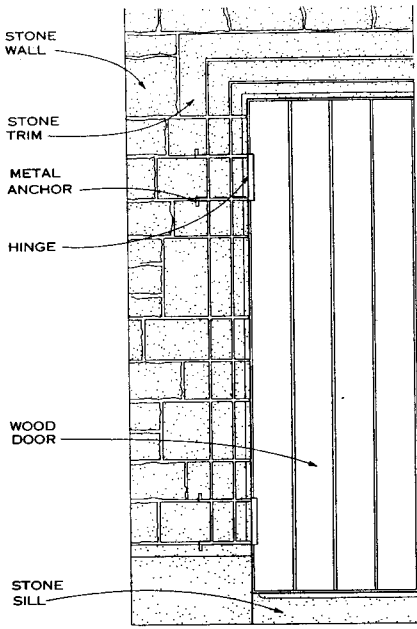 STONE
WALL
STONE
TRIM
METAL
ANCHOR
HINGE
WOOD
DOOR
STONE
SILL